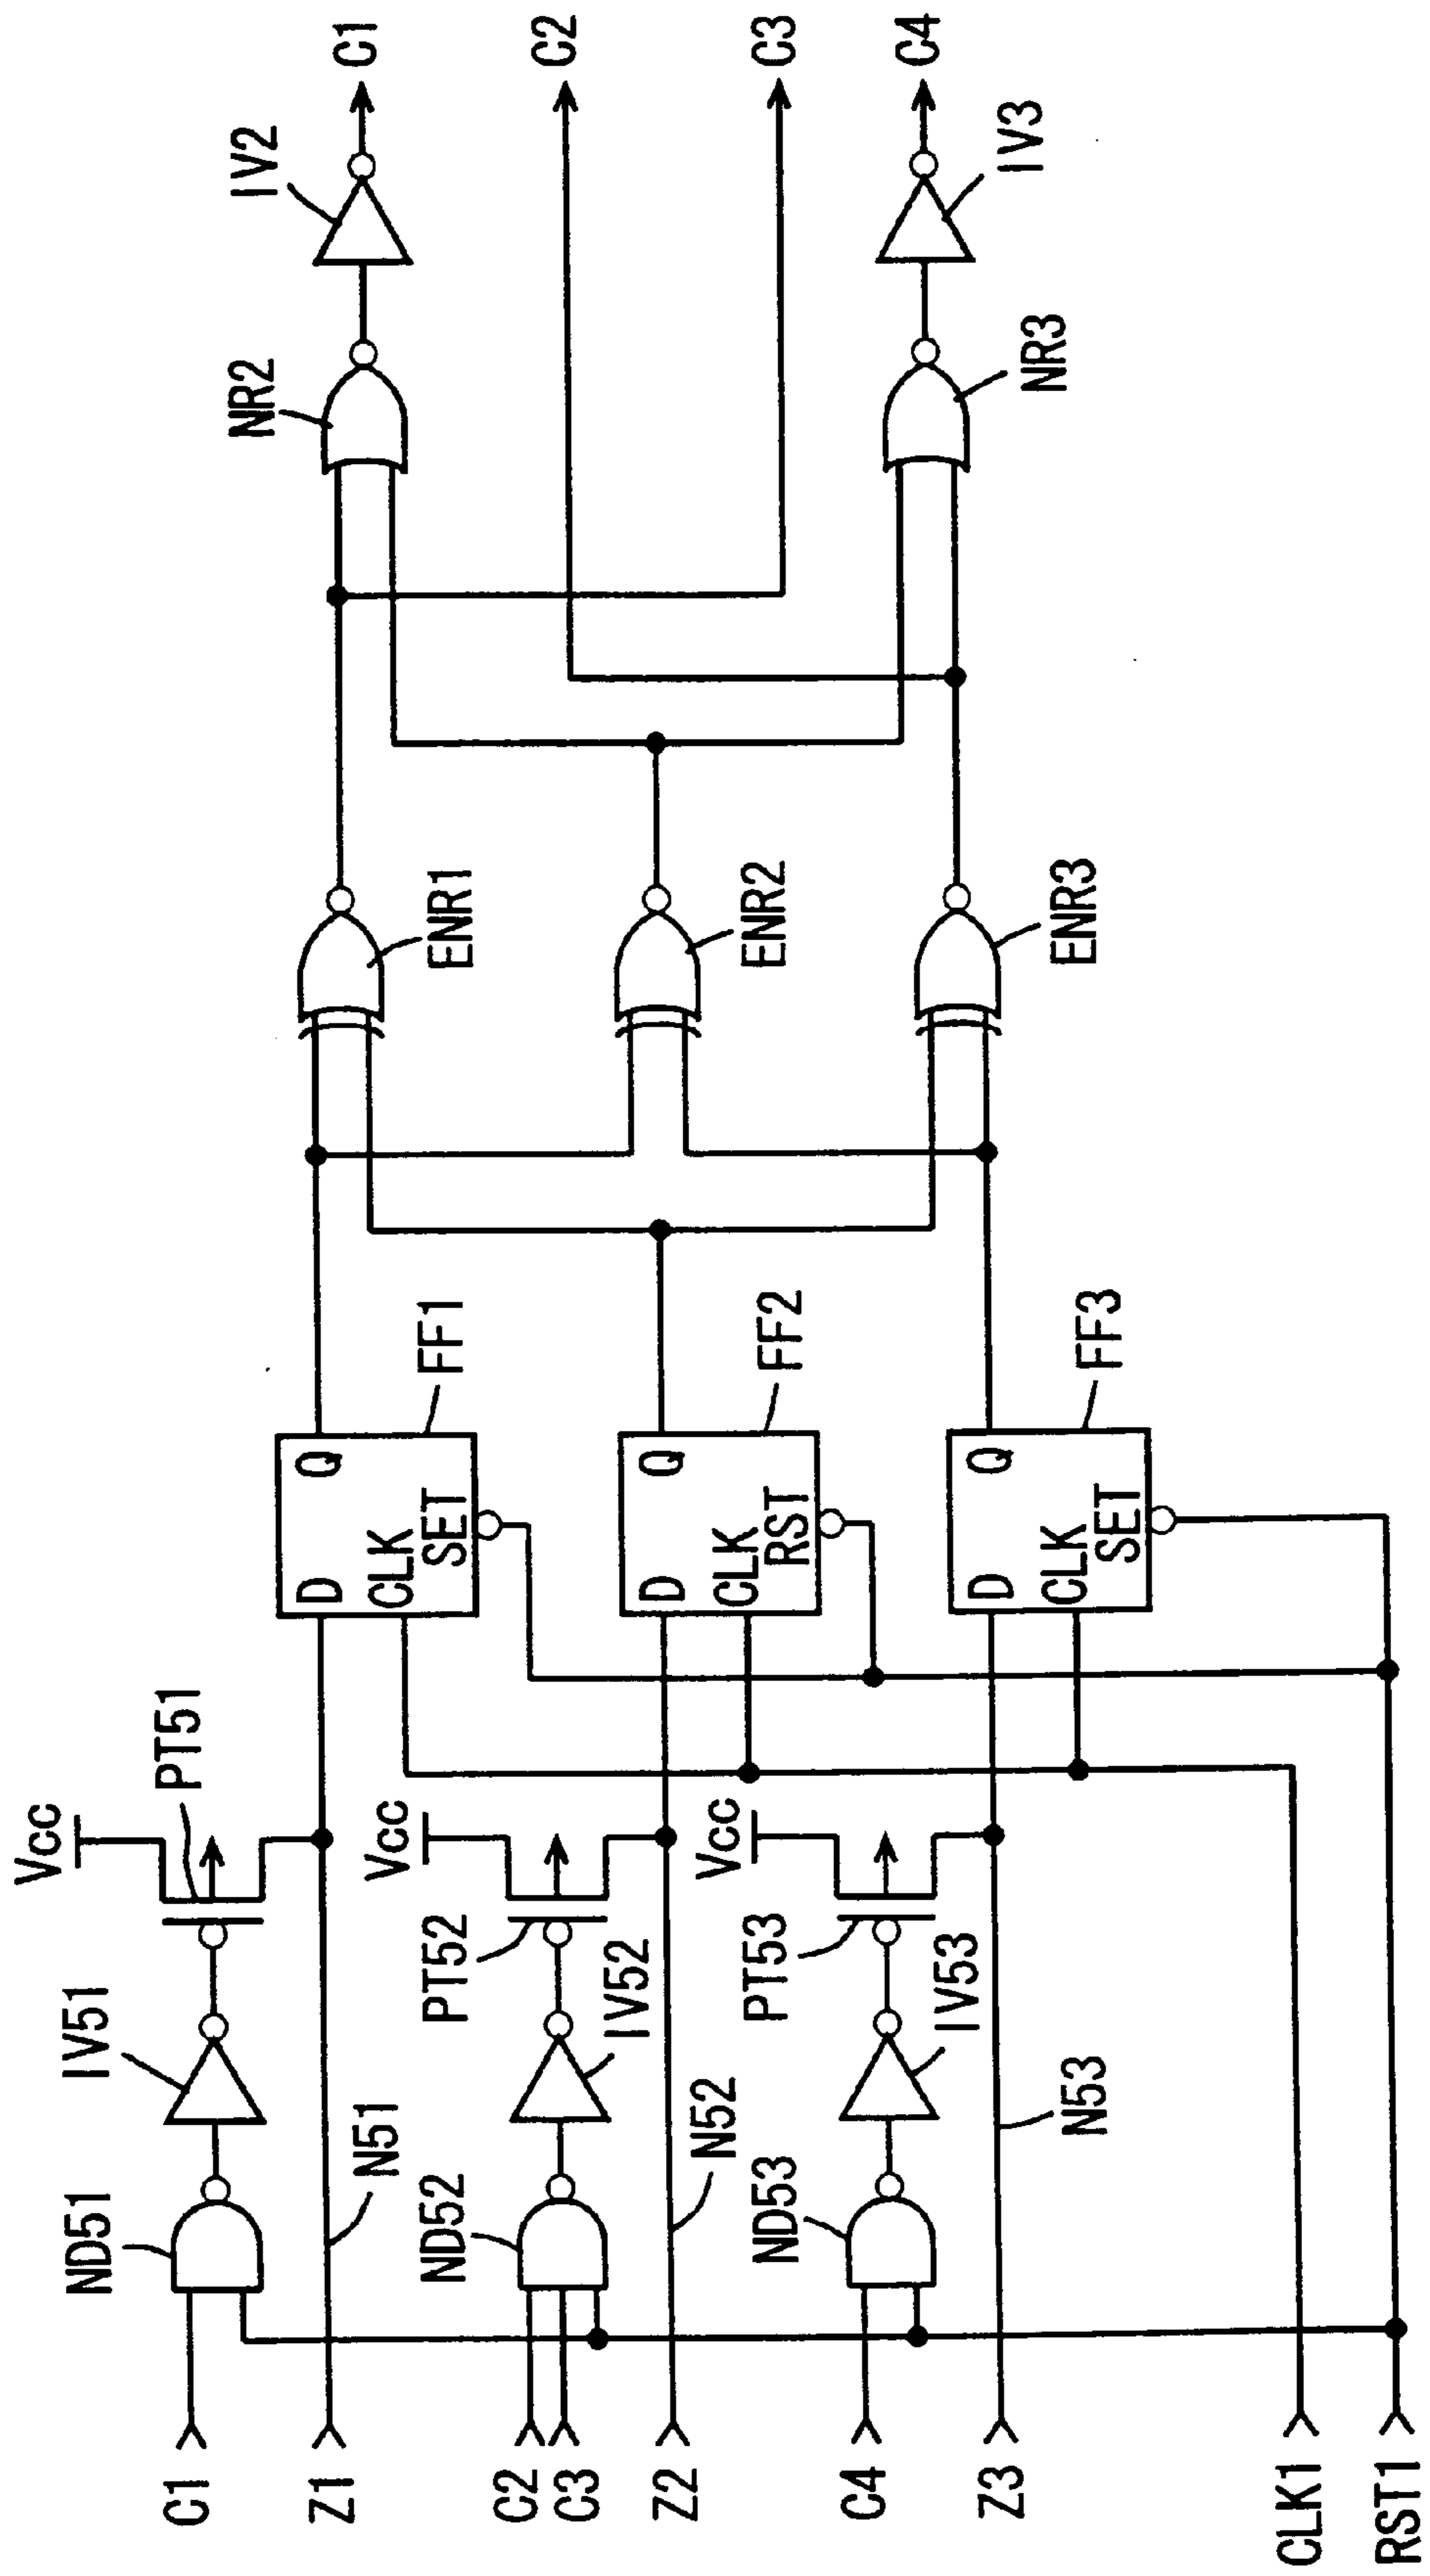 C1
Z1
C2
C3
Z2
C4
Z3
CLK1
RST1
ND51
N51
ND52
N52
ND53
N53
IV51
IV52
IV53
Vcc
PT51
Vcc
PT52
Vcc
PT53
D
Q
CLK
SET
FF1
D
Q
CLK
RST
FF2
D
Q
CLK
SET
FF3
ENR1
ENR2
ENR3
NR2
NR3
IV2
IV3
C1
C2
C3
C4